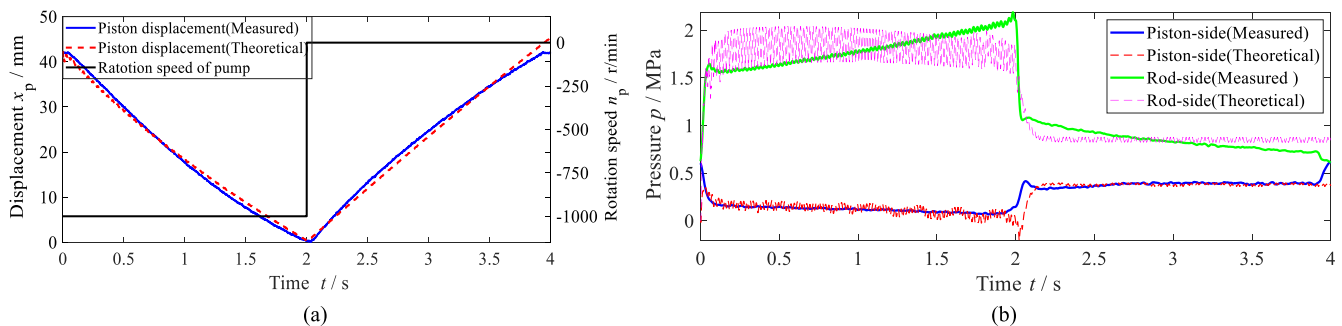 50
40
30
20
10
0
Displacement xp / mm
Piston displacement(Measured)
Piston displacement(Theoretical)
Ratotion speed of pump
0
-250
-500
-750
-1000
Rotation speed np / r/min
0 0.5 1 1.5 2 2.5 3 3.5 4
Time t / s
(a)
2
1.5
1
0.5
0
Pressure p / MPa
Piston-side(Measured)
Piston-side(Theoretical)
Rod-side(Measured )
Rod-side(Theoretical)
0 0.5 1 1.5 2 2.5 3 3.5 4
Time t / s
(b)